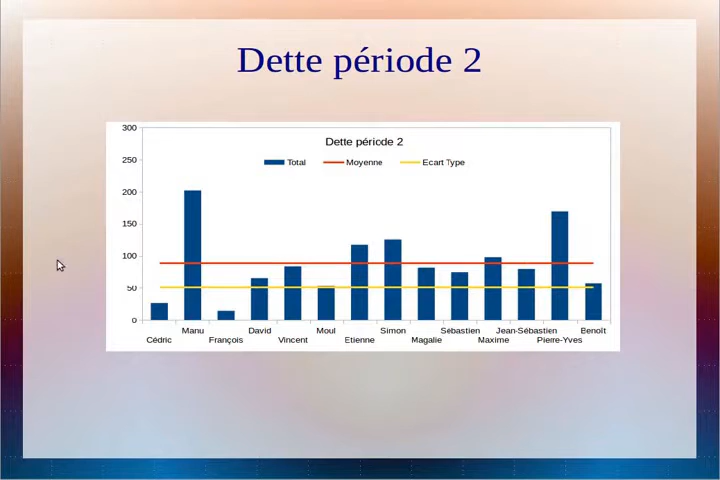 Dette période 2
Dette période 2
Total Moyenne Ecart Type
300
250
200
150
100
50
0
Manu David Moul Simon Sébastien Jean-Sébastien Benoît
Cédric François Vincent Etienne Magalie Maxime Pierre-Yves